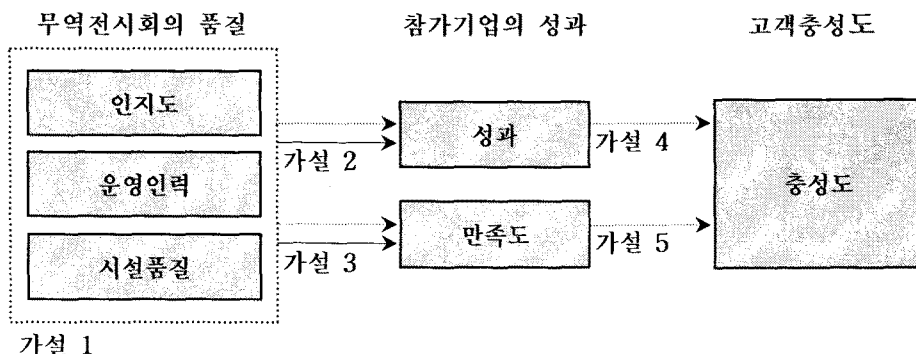 무역전시회의 품질 참가기업의 성과 고객충성도
인지도
운영인력
시설품질
가설 1
가설 2
가설 3
성과
만족도
가설 4
가설 5
충성도